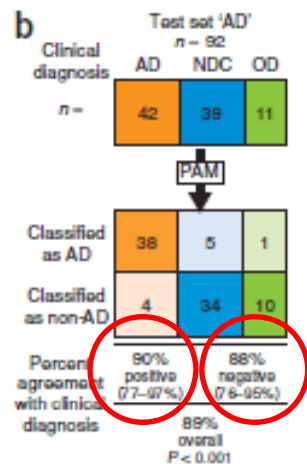 b
Test set ‘AD’
n – 92
Clinical diagnosis AD NDC OD
n – 42 39 11
PAM
Classified as AD 38 5 1
Classified as non-AD 4 34 10
Percent agreement with clinical diagnosis
90% positive (77–97%)
88% negative (76–95%)
89% overall
P < 0.001